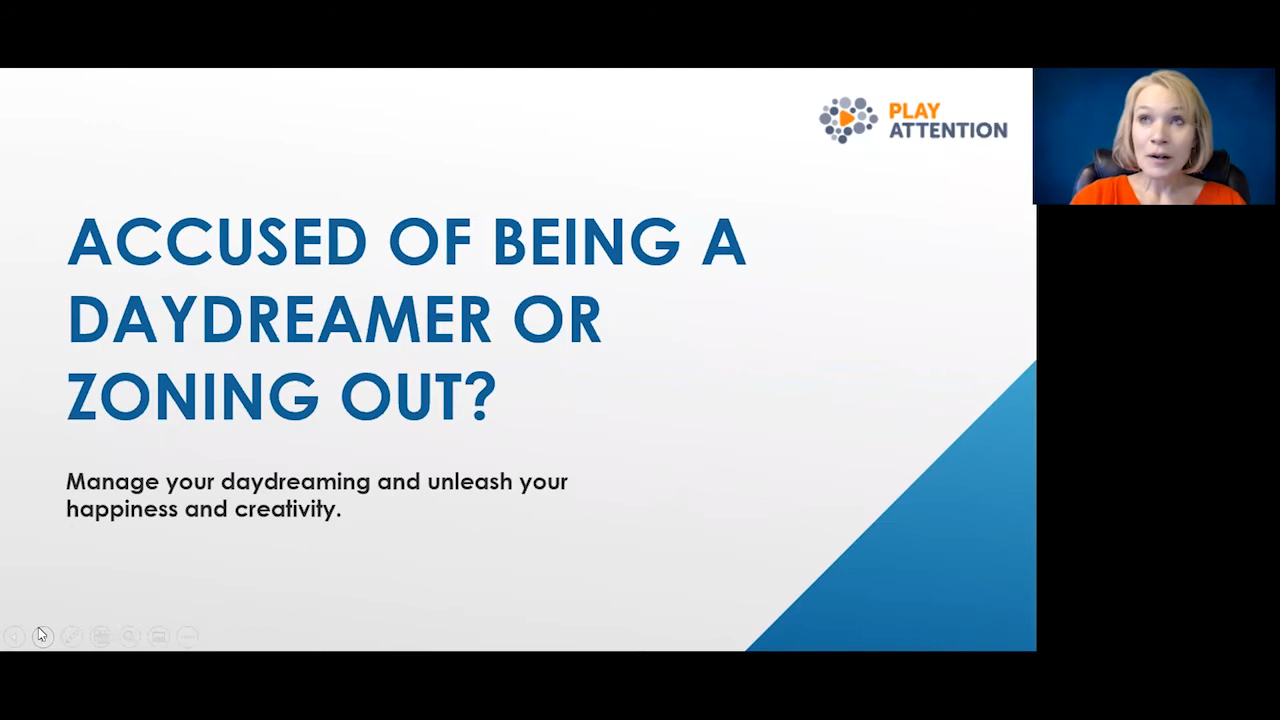 PLAY
ATTENTION
ACCUSED OF BEING A
DAYDREAMER OR
ZONING OUT?
Manage your daydreaming and unleash your
happiness and creativity.